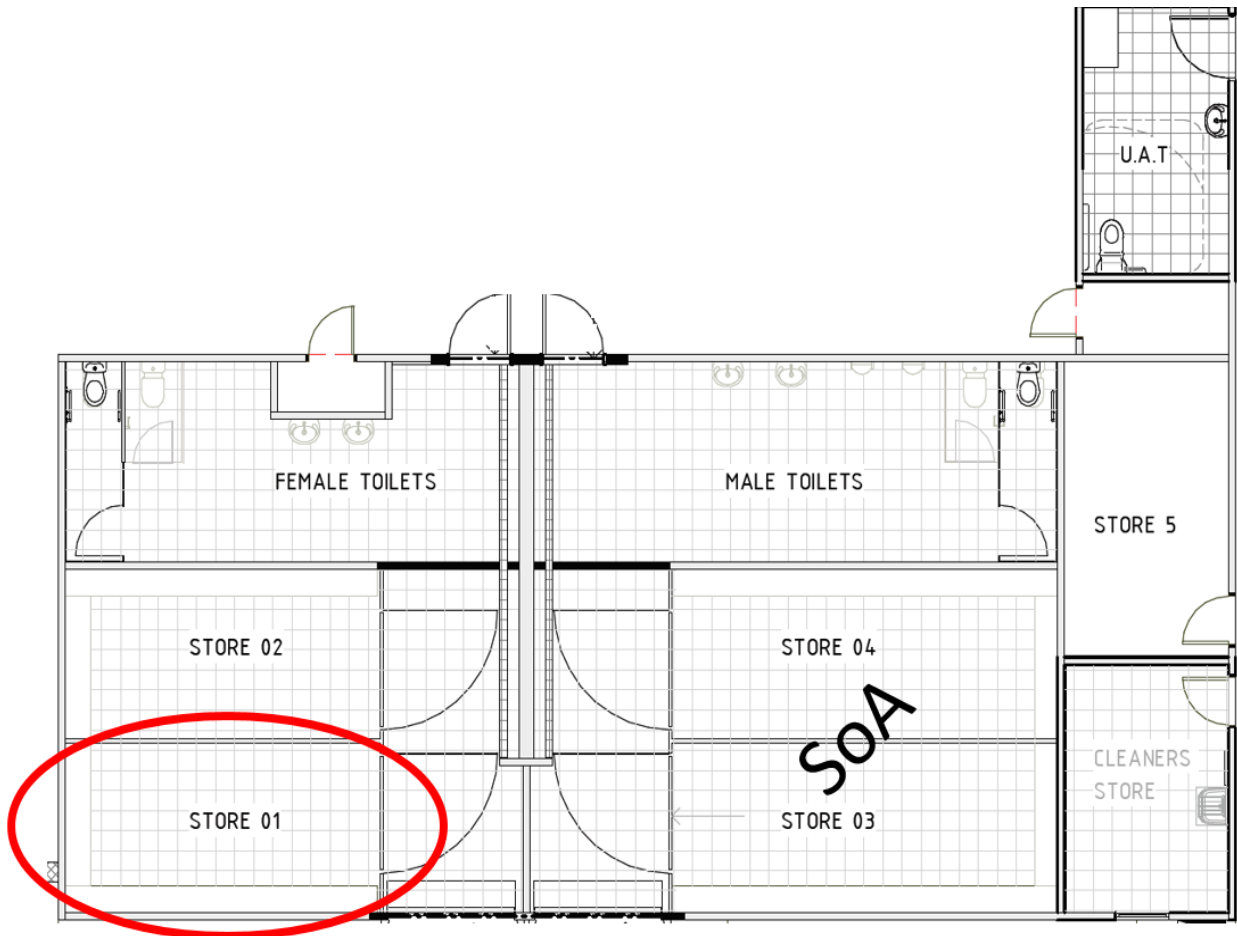 U.A.T
FEMALE TOILETS
MALE TOILETS
STORE 5
STORE 02
STORE 04
SoA
CLEANERS
STORE
STORE 01
STORE 03